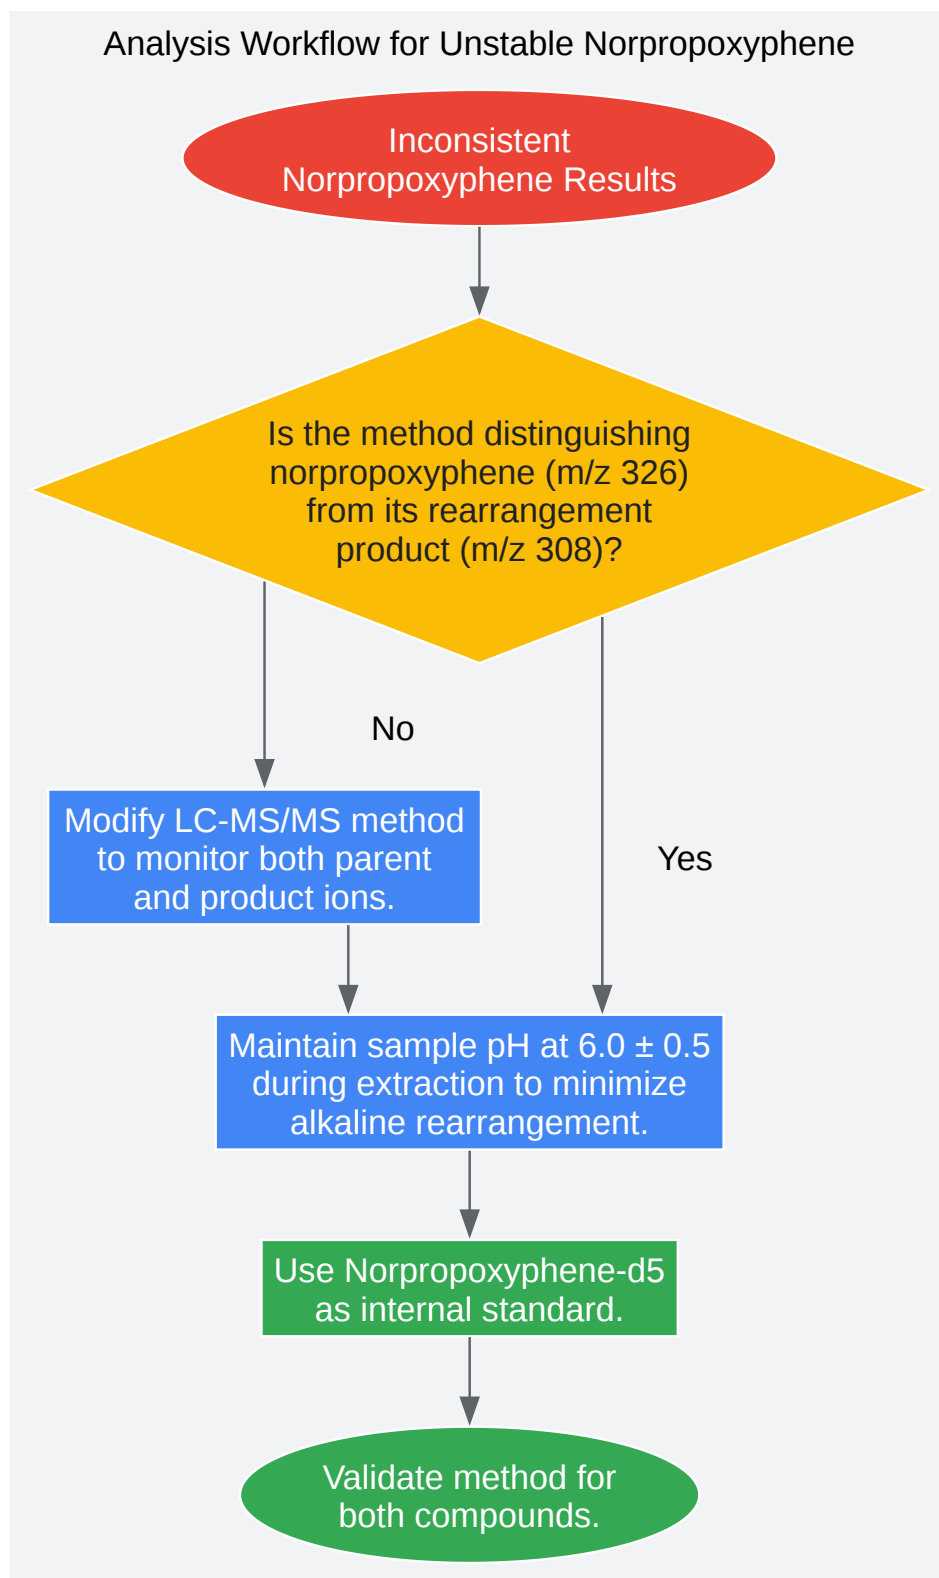 Analysis Workflow for Unstable Norpropoxyphene
Inconsistent
Norpropoxyphene Results
Is the method distinguishing
norpropoxyphene (m/z 326)
from its rearrangement
product (m/z 308)?
No
Modify LC-MS/MS method
to monitor both parent
and product ions.
Yes
Maintain sample pH at 6.0 ± 0.5
during extraction to minimize
alkaline rearrangement.
Use Norpropoxyphene-d5
as internal standard.
Validate method for
both compounds.